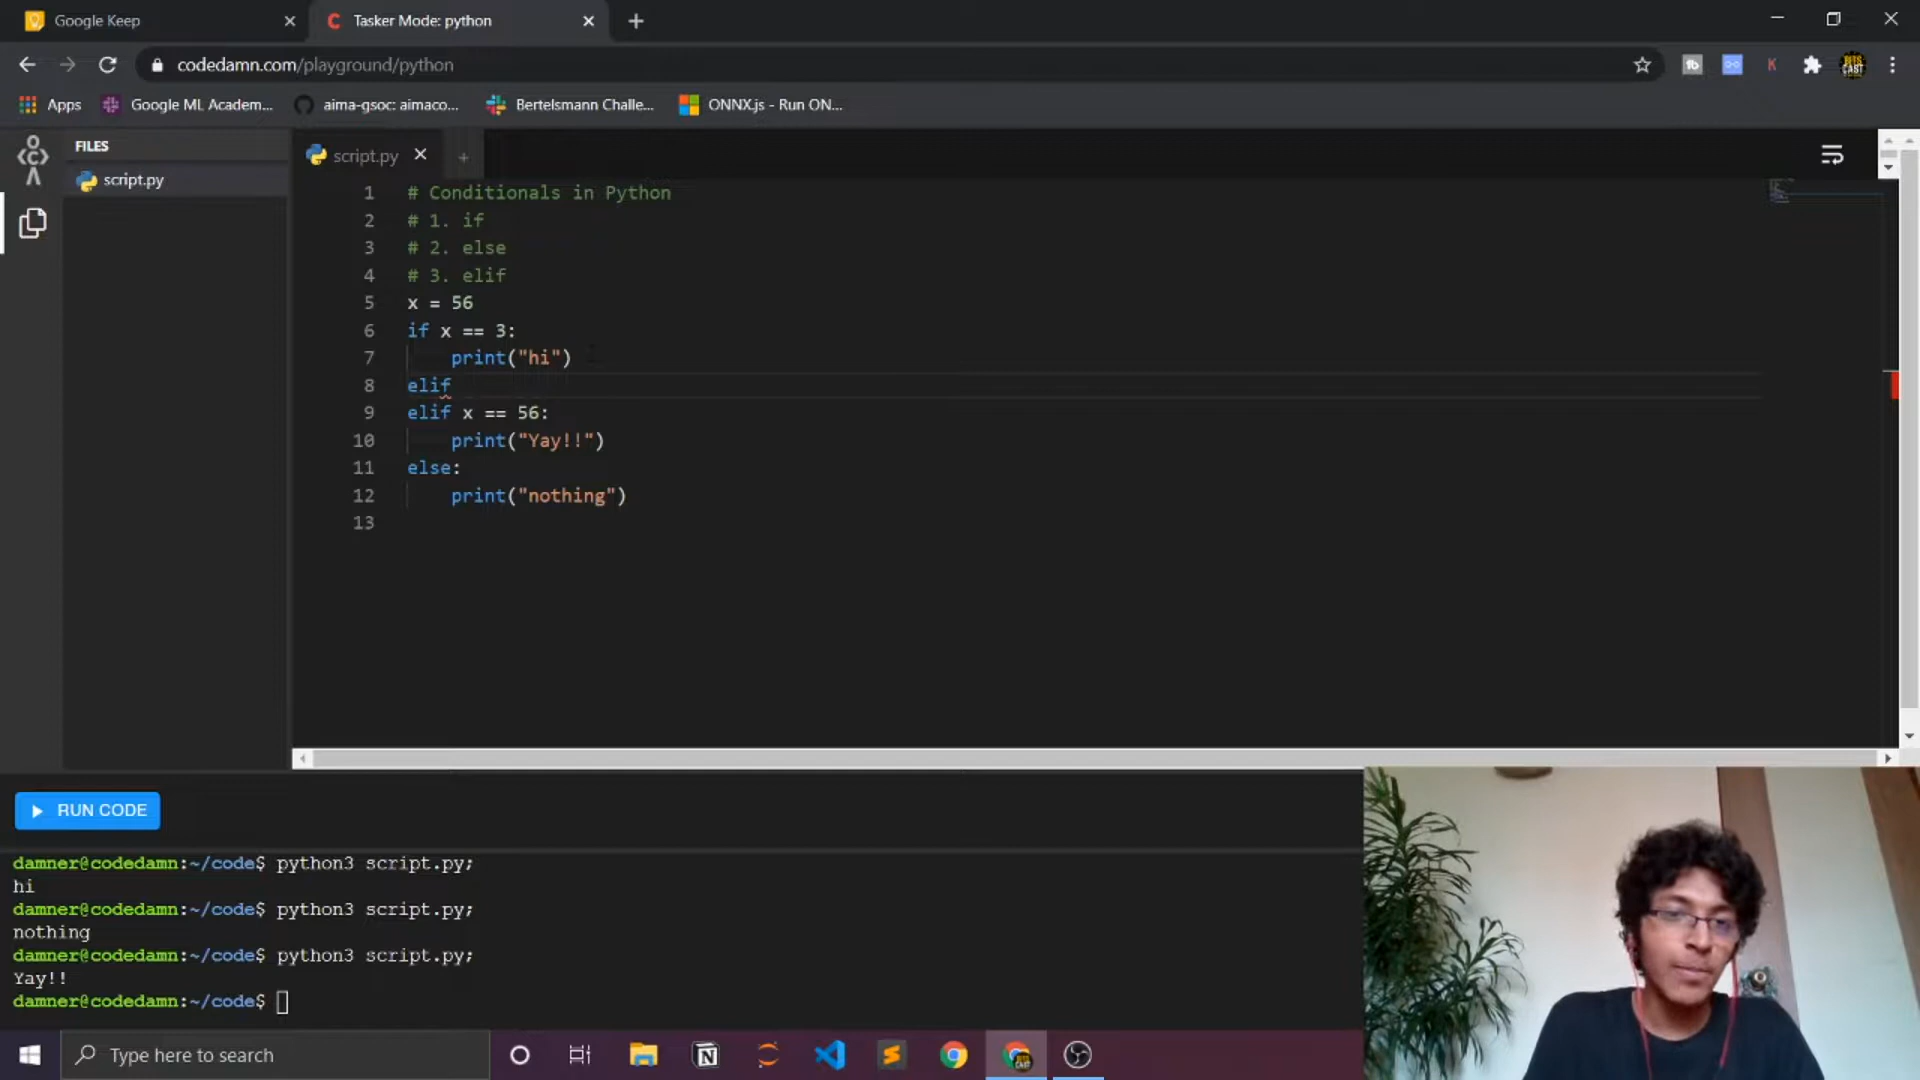 Google Keep
Tasker Mode: python
codedamn.com/playground/python
Apps
Google ML Academ...
aima-gsoc: aimaco...
Bertelsmann Challe...
ONNX.js - Run ON...
FILES
script.py
script.py
1 # Conditionals in Python
2 # 1. if
3 # 2. else
4 # 3. elif
5 x = 56
6 if x == 3:
7 print("hi")
8 elif
9 elif x == 56:
10 print("Yay!!")
11 else:
12 print("nothing")
13
RUN CODE
damner@codedamn:~/code$ python3 script.py;
hi
damner@codedamn:~/code$ python3 script.py;
nothing
damner@codedamn:~/code$ python3 script.py;
Yay!!
damner@codedamn:~/code$
Type here to search